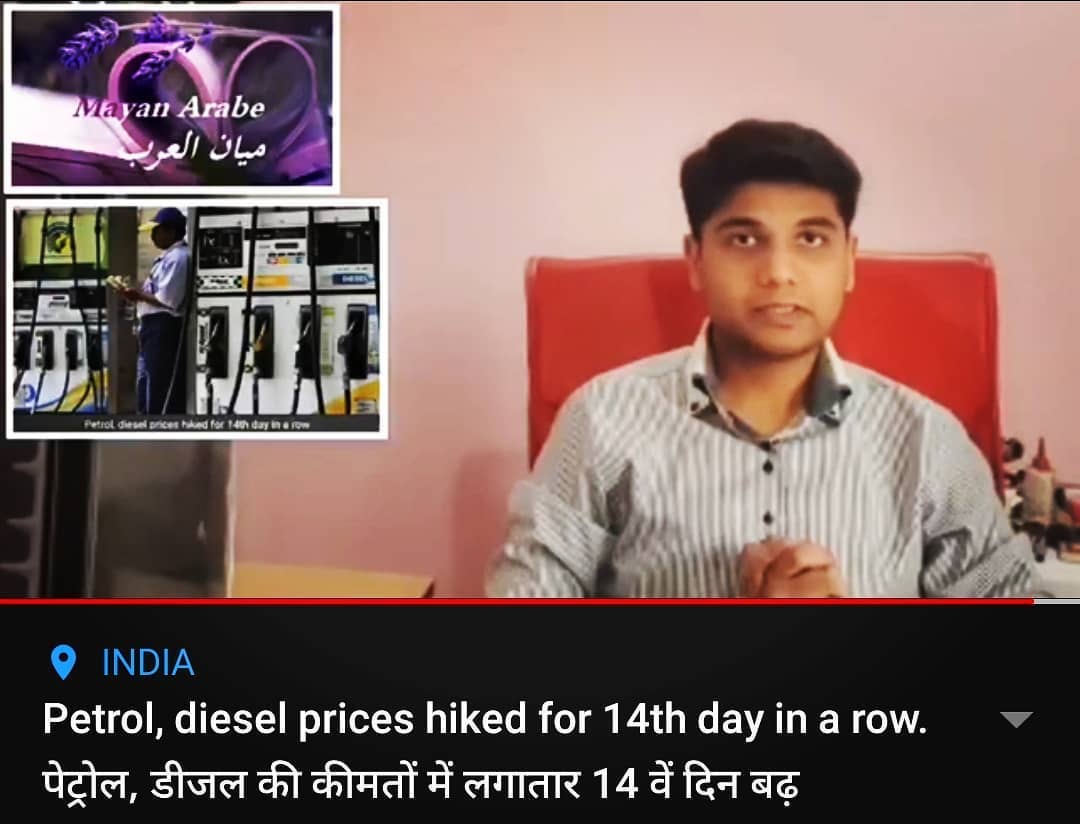 Mayan Arabe
ميان العرب
DIESEL
Petrol, diesel prices hiked for 14th day in a row
INDIA
Petrol, diesel prices hiked for 14th day in a row.
पेट्रोल, डीजल की कीमतों में लगातार 14 वें दिन बढ़